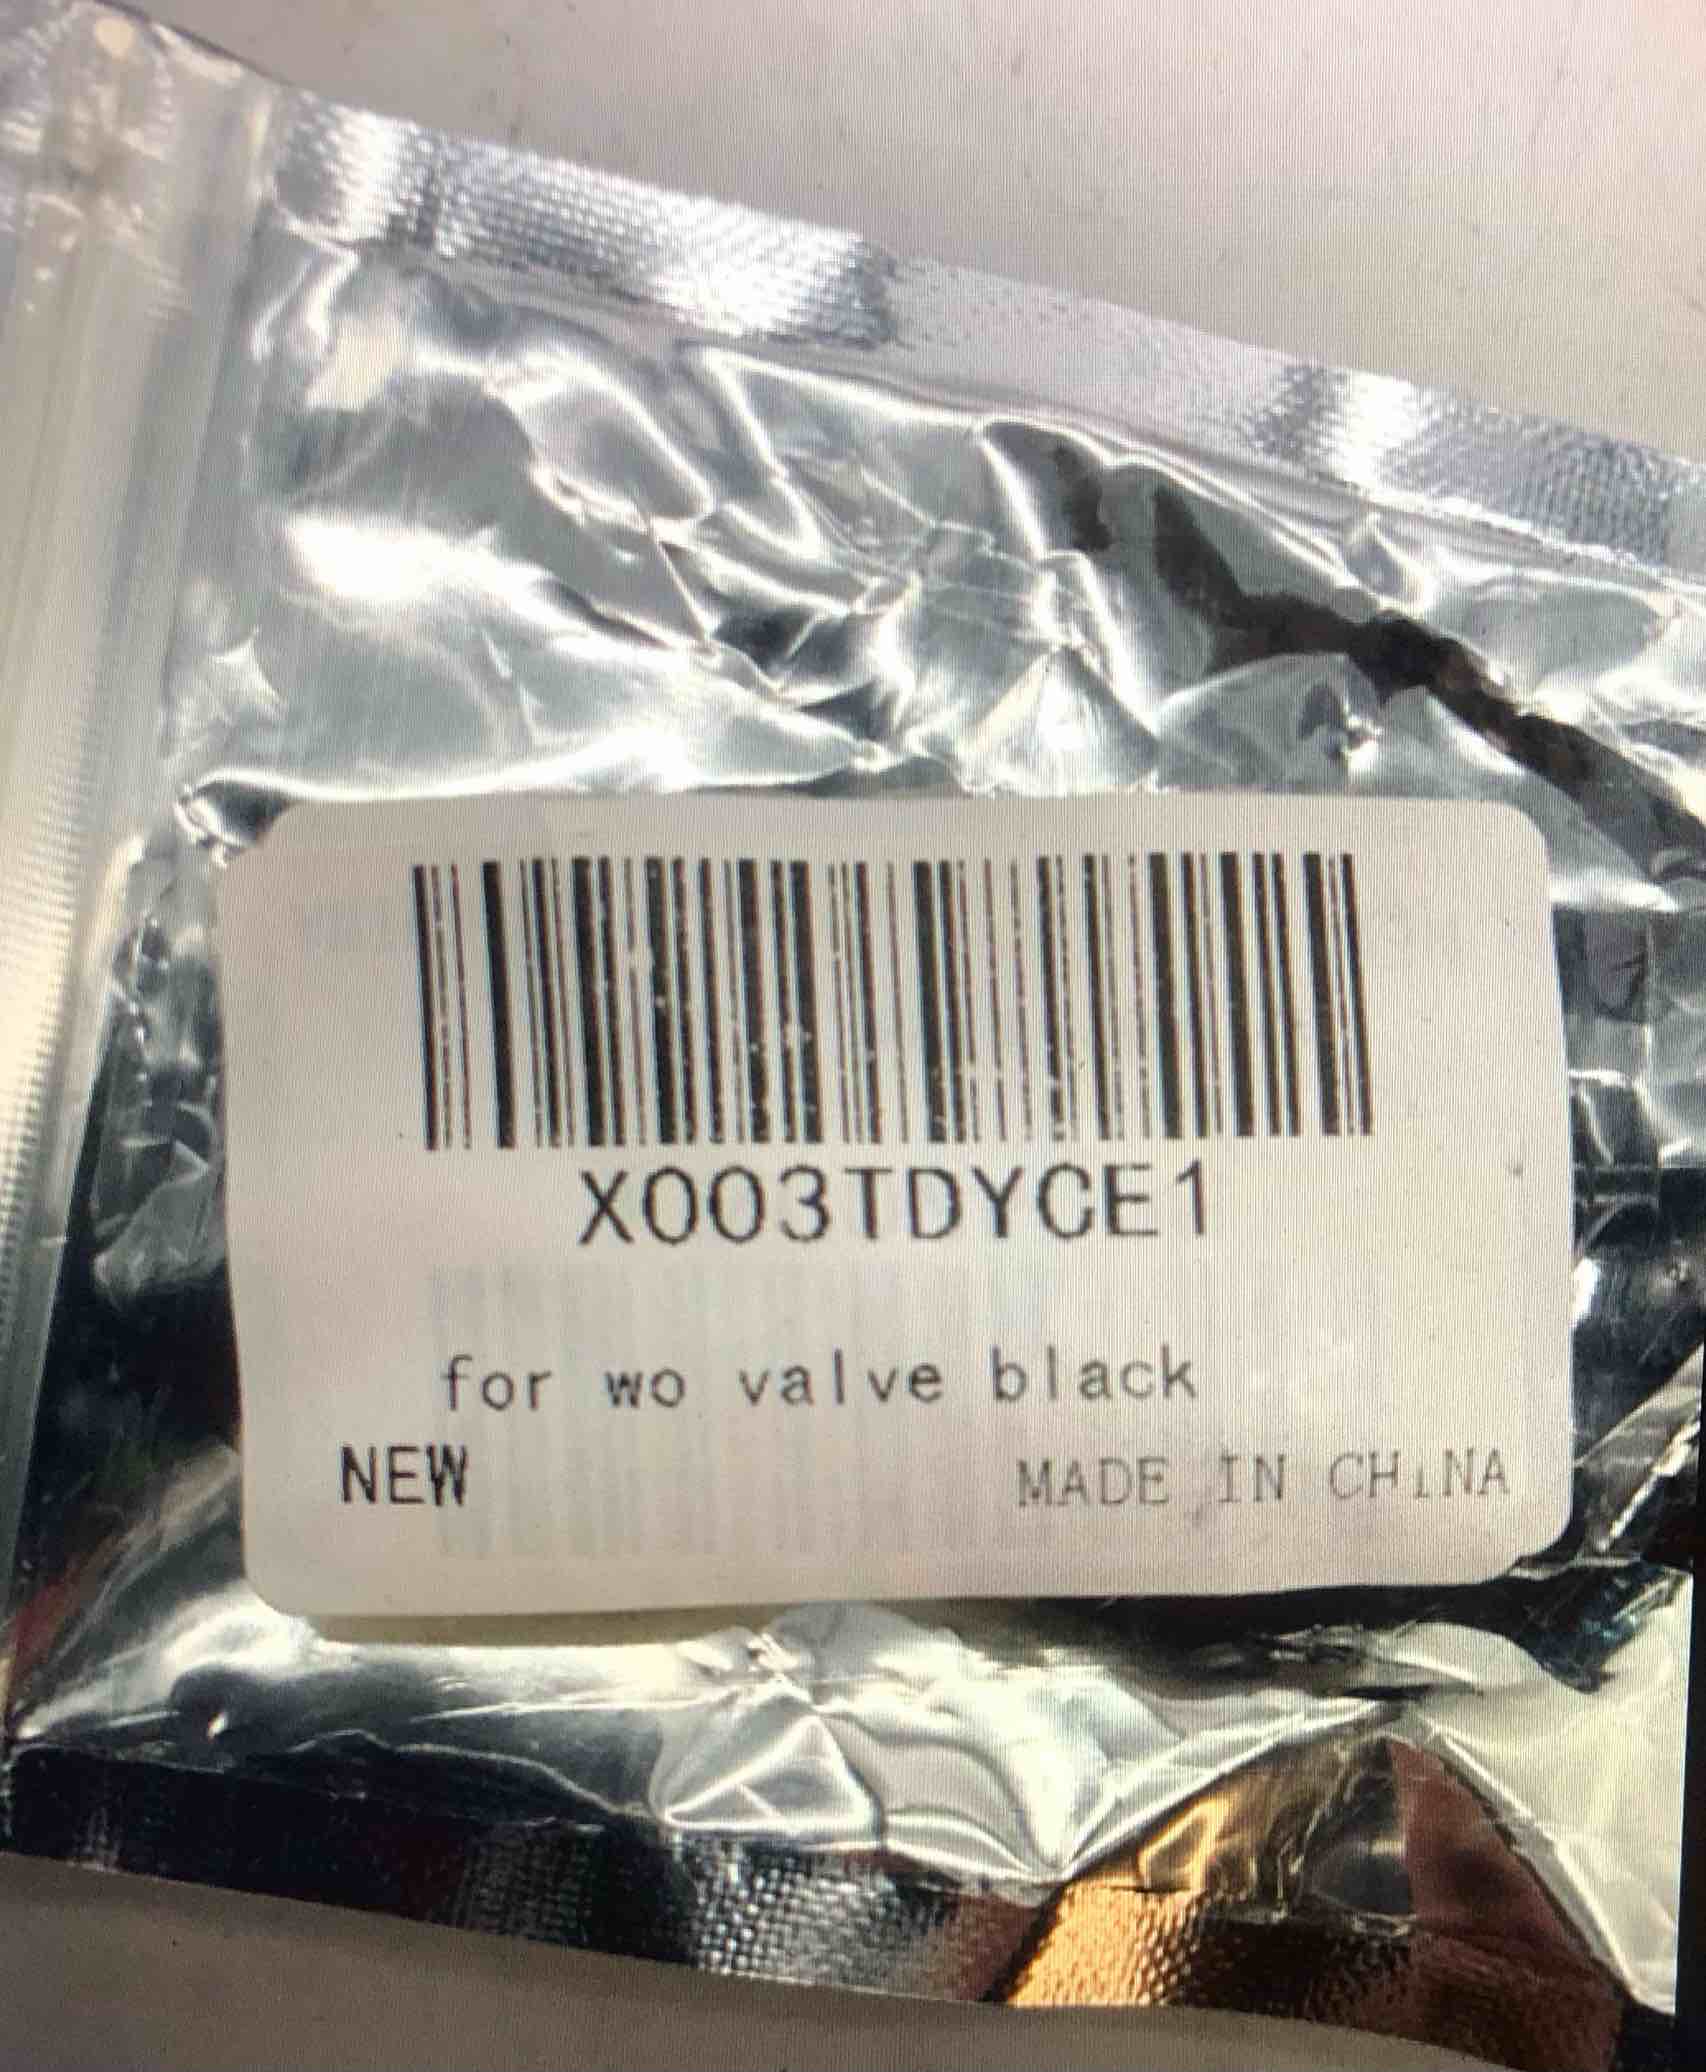 X003TDYCE1
for wo valve black
NEW
MADE IN CHINA